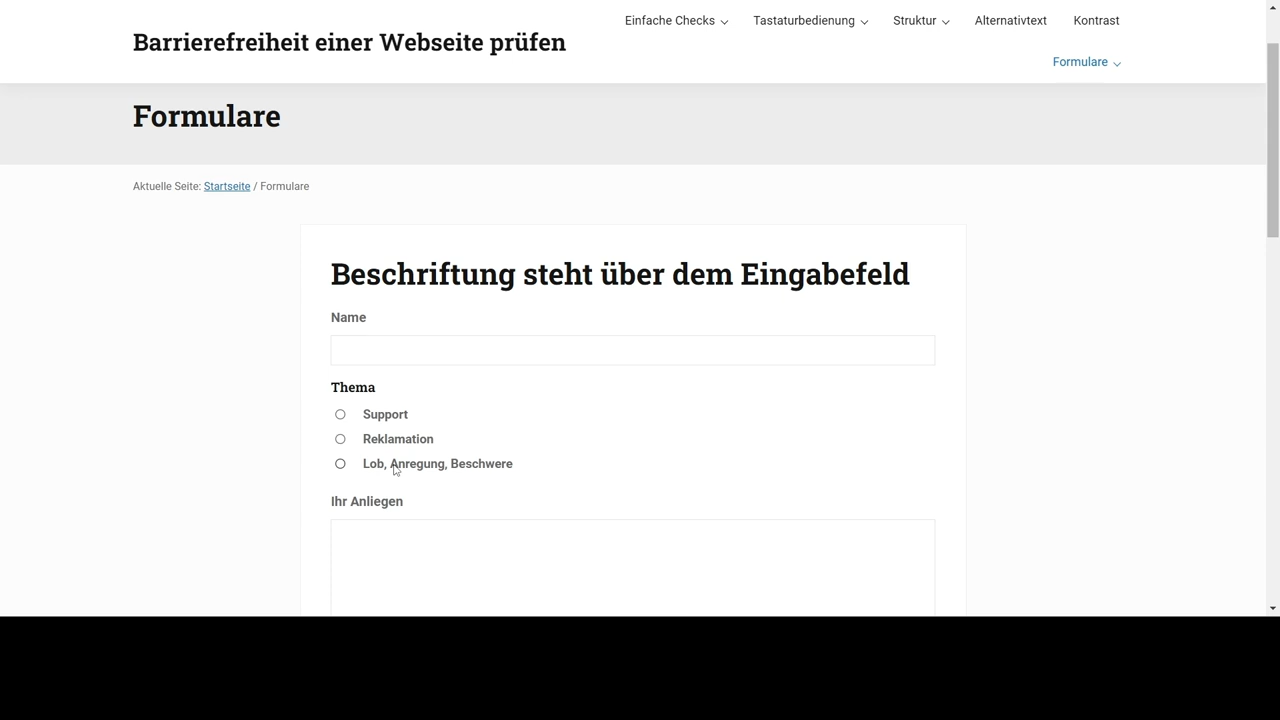 Einfache Checks
Tastaturbedienung
Struktur
Alternativtext
Kontrast
Barrierefreiheit einer Webseite prüfen
Formulare
Formulare
Aktuelle Seite: Startseite / Formulare
Beschriftung steht über dem Eingabefeld
Name
Thema
Support
Reklamation
Lob, Anregung, Beschwere
Ihr Anliegen